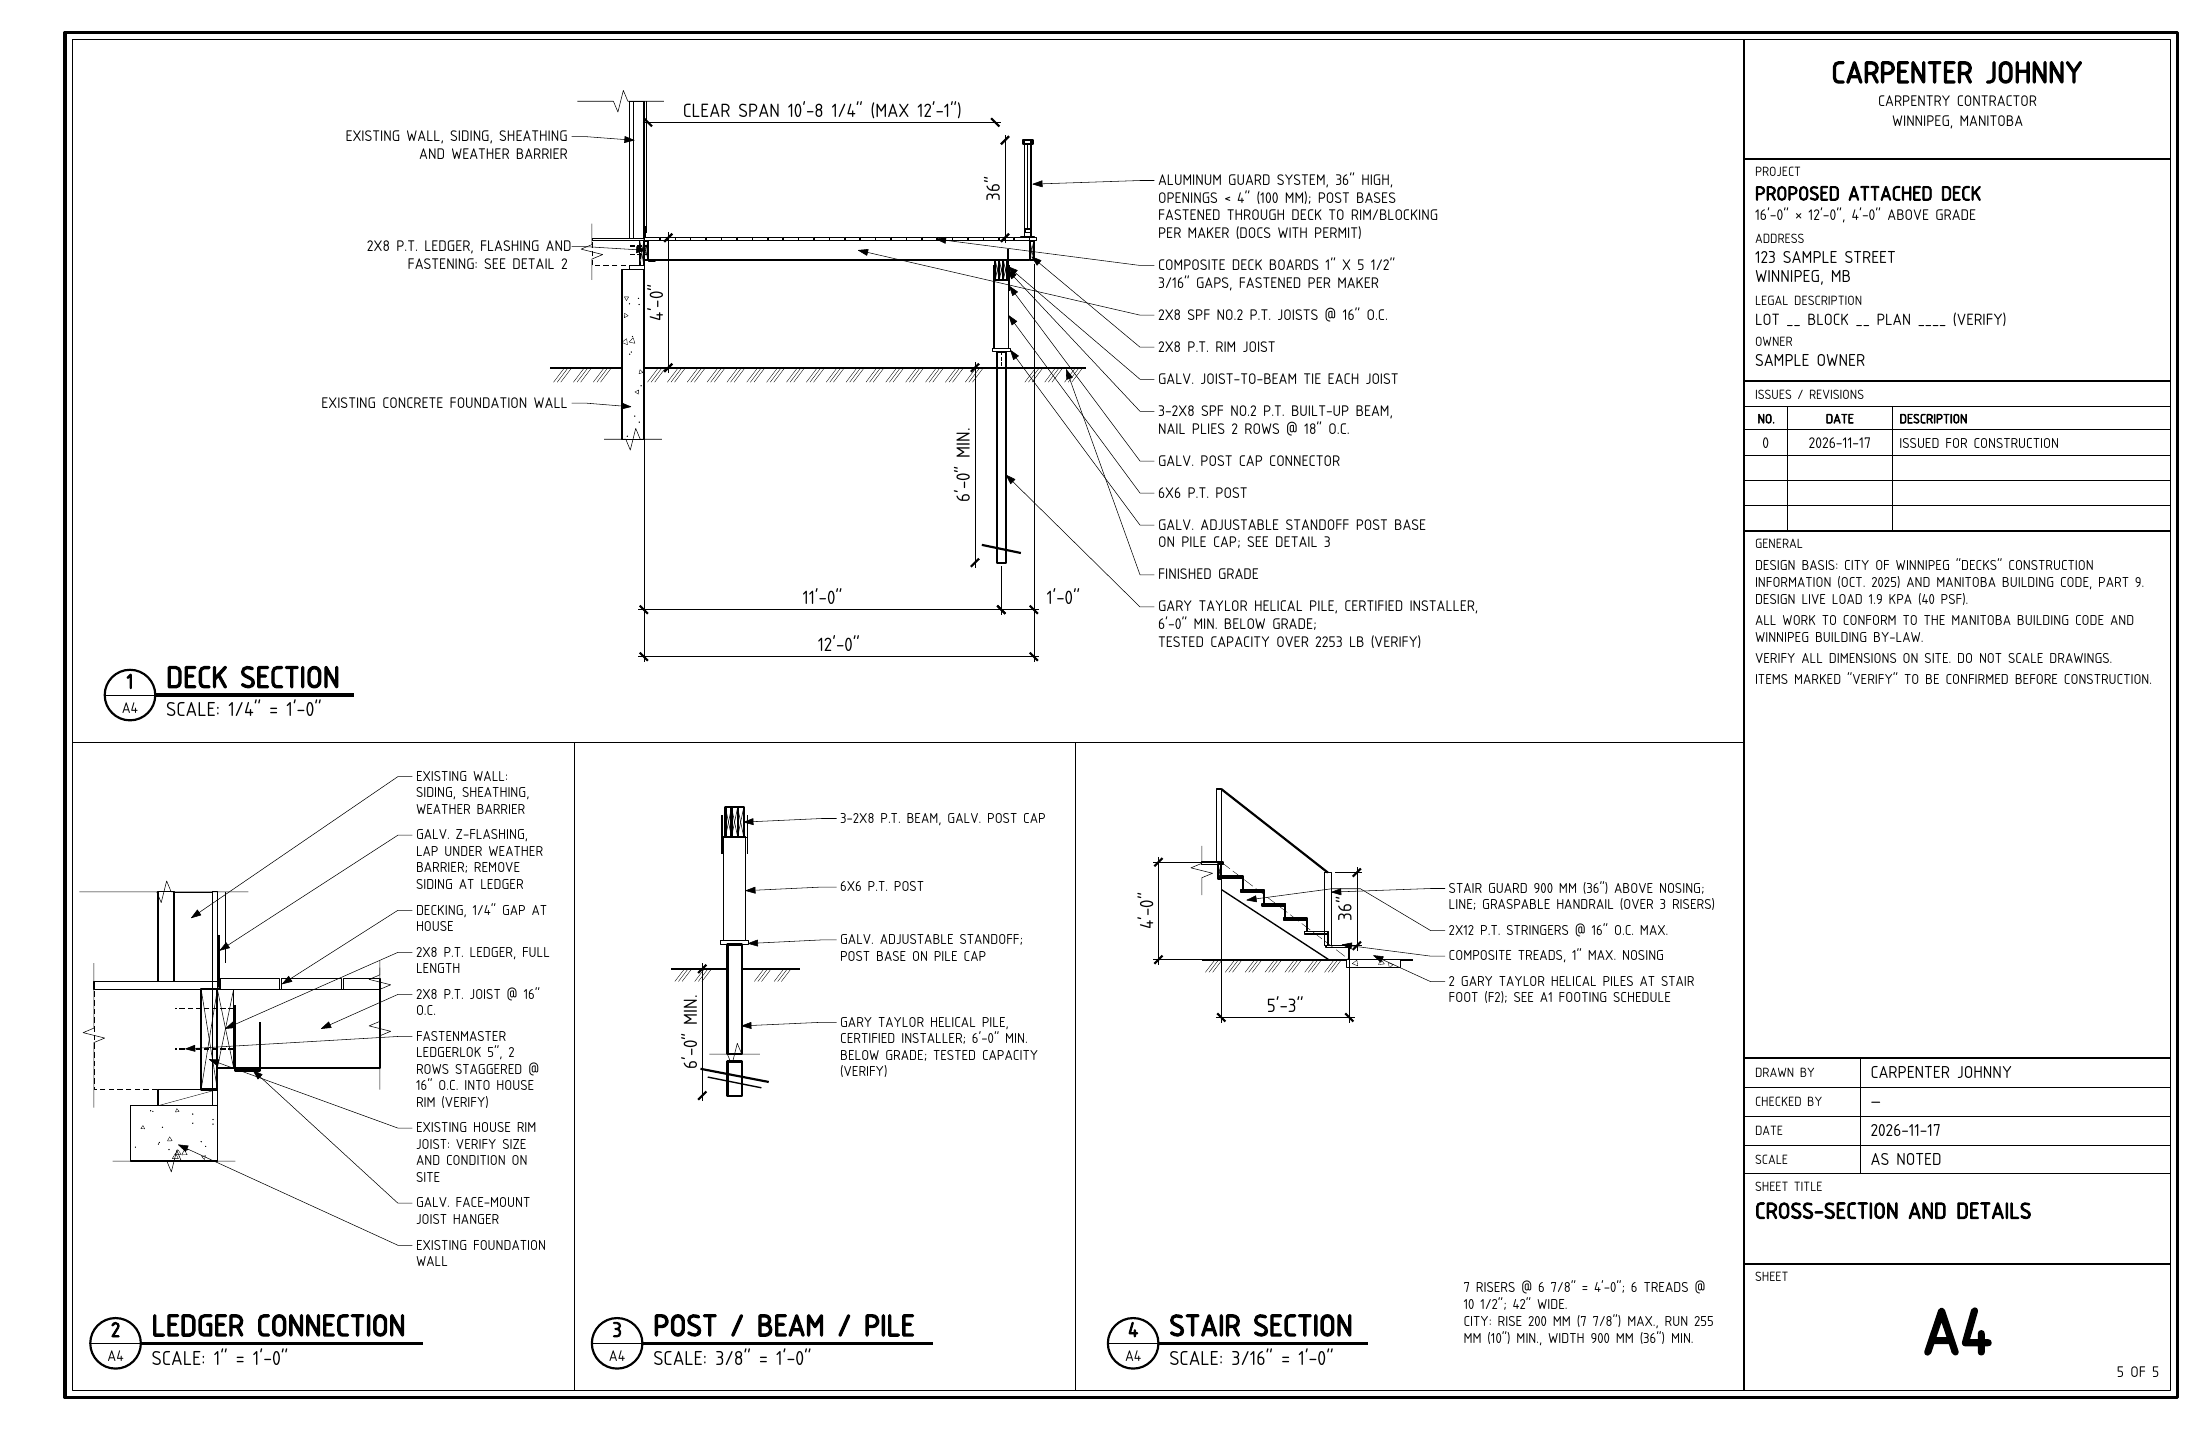 CLEAR SPAN 10'-8 1/4" (MAX 12'-1")
EXISTING WALL, SIDING, SHEATHING
AND WEATHER BARRIER
2X8 P.T. LEDGER, FLASHING AND
FASTENING: SEE DETAIL 2
EXISTING CONCRETE FOUNDATION WALL
36"
4'-0"
6'-0" MIN.
11'-0"
1'-0"
12'-0"
ALUMINUM GUARD SYSTEM, 36" HIGH,
OPENINGS < 4" (100 MM); POST BASES
FASTENED THROUGH DECK TO RIM/BLOCKING
PER MAKER (DOCS WITH PERMIT)
COMPOSITE DECK BOARDS 1" X 5 1/2"
3/16" GAPS, FASTENED PER MAKER
2X8 SPF NO.2 P.T. JOISTS @ 16" O.C.
2X8 P.T. RIM JOIST
GALV. JOIST-TO-BEAM TIE EACH JOIST
3-2X8 SPF NO.2 P.T. BUILT-UP BEAM,
NAIL PLIES 2 ROWS @ 18" O.C.
GALV. POST CAP CONNECTOR
6X6 P.T. POST
GALV. ADJUSTABLE STANDOFF POST BASE
ON PILE CAP; SEE DETAIL 3
FINISHED GRADE
GARY TAYLOR HELICAL PILE, CERTIFIED INSTALLER,
6'-0" MIN. BELOW GRADE;
TESTED CAPACITY OVER 2253 LB (VERIFY)
1
A4
DECK SECTION
SCALE: 1/4" = 1'-0"
EXISTING WALL:
SIDING, SHEATHING,
WEATHER BARRIER
GALV. Z-FLASHING,
LAP UNDER WEATHER
BARRIER; REMOVE
SIDING AT LEDGER
DECKING, 1/4" GAP AT
HOUSE
2X8 P.T. LEDGER, FULL
LENGTH
2X8 P.T. JOIST @ 16"
O.C.
FASTENMASTER
LEDGERLOK 5", 2
ROWS STAGGERED @
16" O.C. INTO HOUSE
RIM (VERIFY)
EXISTING HOUSE RIM
JOIST: VERIFY SIZE
AND CONDITION ON
SITE
GALV. FACE-MOUNT
JOIST HANGER
EXISTING FOUNDATION
WALL
2
A4
LEDGER CONNECTION
SCALE: 1" = 1'-0"
3-2X8 P.T. BEAM, GALV. POST CAP
6X6 P.T. POST
GALV. ADJUSTABLE STANDOFF;
POST BASE ON PILE CAP
GARY TAYLOR HELICAL PILE,
CERTIFIED INSTALLER; 6'-0" MIN.
BELOW GRADE; TESTED CAPACITY
(VERIFY)
6'-0" MIN.
3
A4
POST / BEAM / PILE
SCALE: 3/8" = 1'-0"
4'-0"
36"
5'-3"
STAIR GUARD 900 MM (36") ABOVE NOSING;
LINE; GRASPABLE HANDRAIL (OVER 3 RISERS)
2X12 P.T. STRINGERS @ 16" O.C. MAX.
COMPOSITE TREADS, 1" MAX. NOSING
2 GARY TAYLOR HELICAL PILES AT STAIR
FOOT (F2); SEE A1 FOOTING SCHEDULE
7 RISERS @ 6 7/8" = 4'-0"; 6 TREADS @
10 1/2"; 42" WIDE.
CITY: RISE 200 MM (7 7/8") MAX., RUN 255
MM (10") MIN., WIDTH 900 MM (36") MIN.
4
A4
STAIR SECTION
SCALE: 3/16" = 1'-0"
CARPENTER JOHNNY
CARPENTRY CONTRACTOR
WINNIPEG, MANITOBA
PROJECT
PROPOSED ATTACHED DECK
16'-0" × 12'-0", 4'-0" ABOVE GRADE
ADDRESS
123 SAMPLE STREET
WINNIPEG, MB
LEGAL DESCRIPTION
LOT __ BLOCK __ PLAN ____ (VERIFY)
OWNER
SAMPLE OWNER
ISSUES / REVISIONS
NO. DATE DESCRIPTION
0 2026-11-17 ISSUED FOR CONSTRUCTION
GENERAL
DESIGN BASIS: CITY OF WINNIPEG "DECKS" CONSTRUCTION
INFORMATION (OCT. 2025) AND MANITOBA BUILDING CODE, PART 9.
DESIGN LIVE LOAD 1.9 KPA (40 PSF).
ALL WORK TO CONFORM TO THE MANITOBA BUILDING CODE AND
WINNIPEG BUILDING BY-LAW.
VERIFY ALL DIMENSIONS ON SITE. DO NOT SCALE DRAWINGS.
ITEMS MARKED "VERIFY" TO BE CONFIRMED BEFORE CONSTRUCTION.
DRAWN BY CARPENTER JOHNNY
CHECKED BY –
DATE 2026-11-17
SCALE AS NOTED
SHEET TITLE
CROSS-SECTION AND DETAILS
SHEET
A4
5 OF 5